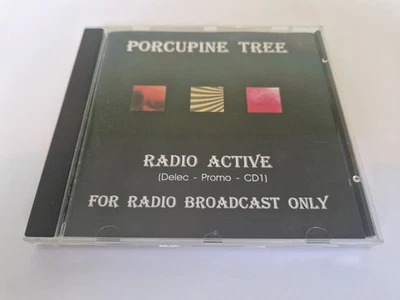 PORCUPINE TREE
RADIO ACTIVE
(Delec - Promo - CD1)
FOR RADIO BROADCAST ONLY